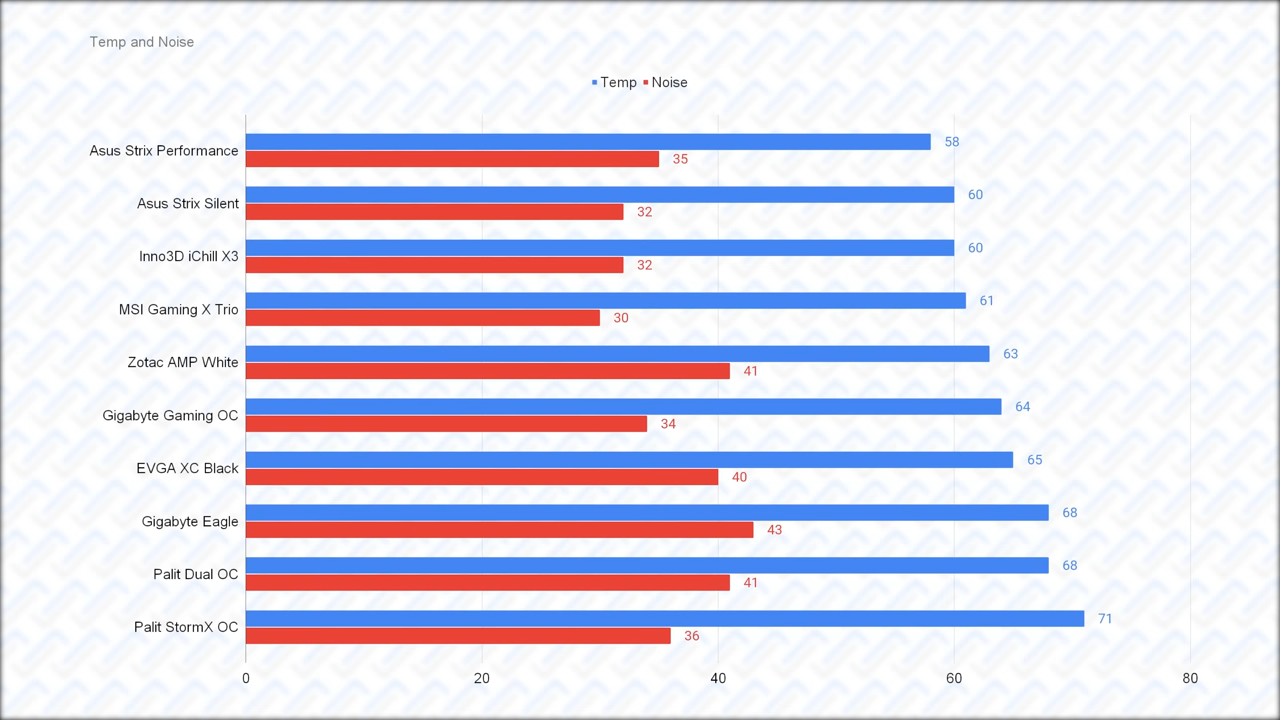 Temp and Noise
Temp Noise
Asus Strix Performance 58
35
Asus Strix Silent 60
32
Inno3D iChill X3 60
32
MSI Gaming X Trio 61
30
Zotac AMP White 63
41
Gigabyte Gaming OC 64
34
EVGA XC Black 65
40
Gigabyte Eagle 68
43
Palit Dual OC 68
41
Palit StormX OC 71
36
0 20 40 60 80